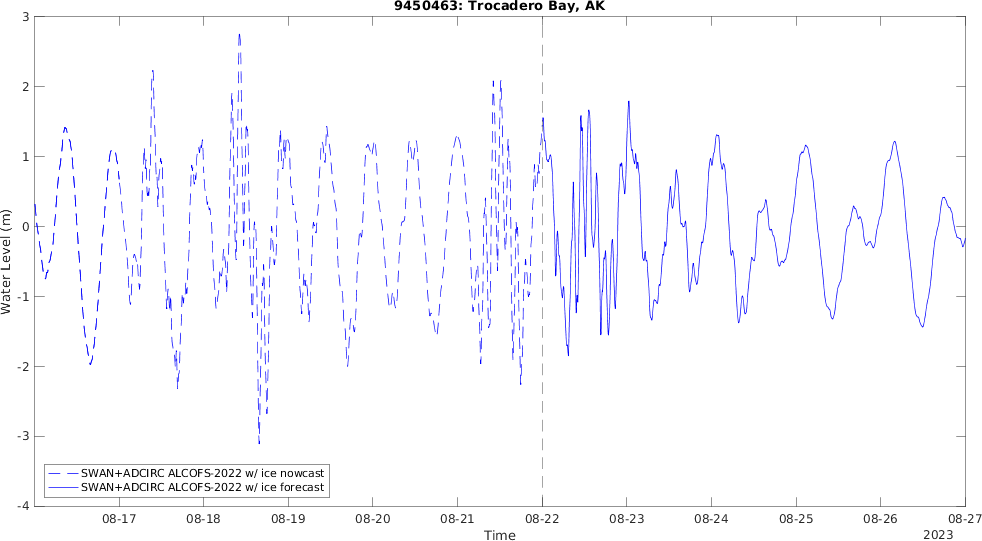 9450463: Trocadero Bay, AK
Water Level (m)
3
2
1
0
-1
-2
-3
-4
SWAN+ADCIRC ALCOFS-2022 w/ ice nowcast
SWAN+ADCIRC ALCOFS-2022 w/ ice forecast
08-17 08-18 08-19 08-20 08-21 08-22 08-23 08-24 08-25 08-26 08-27
Time
2023